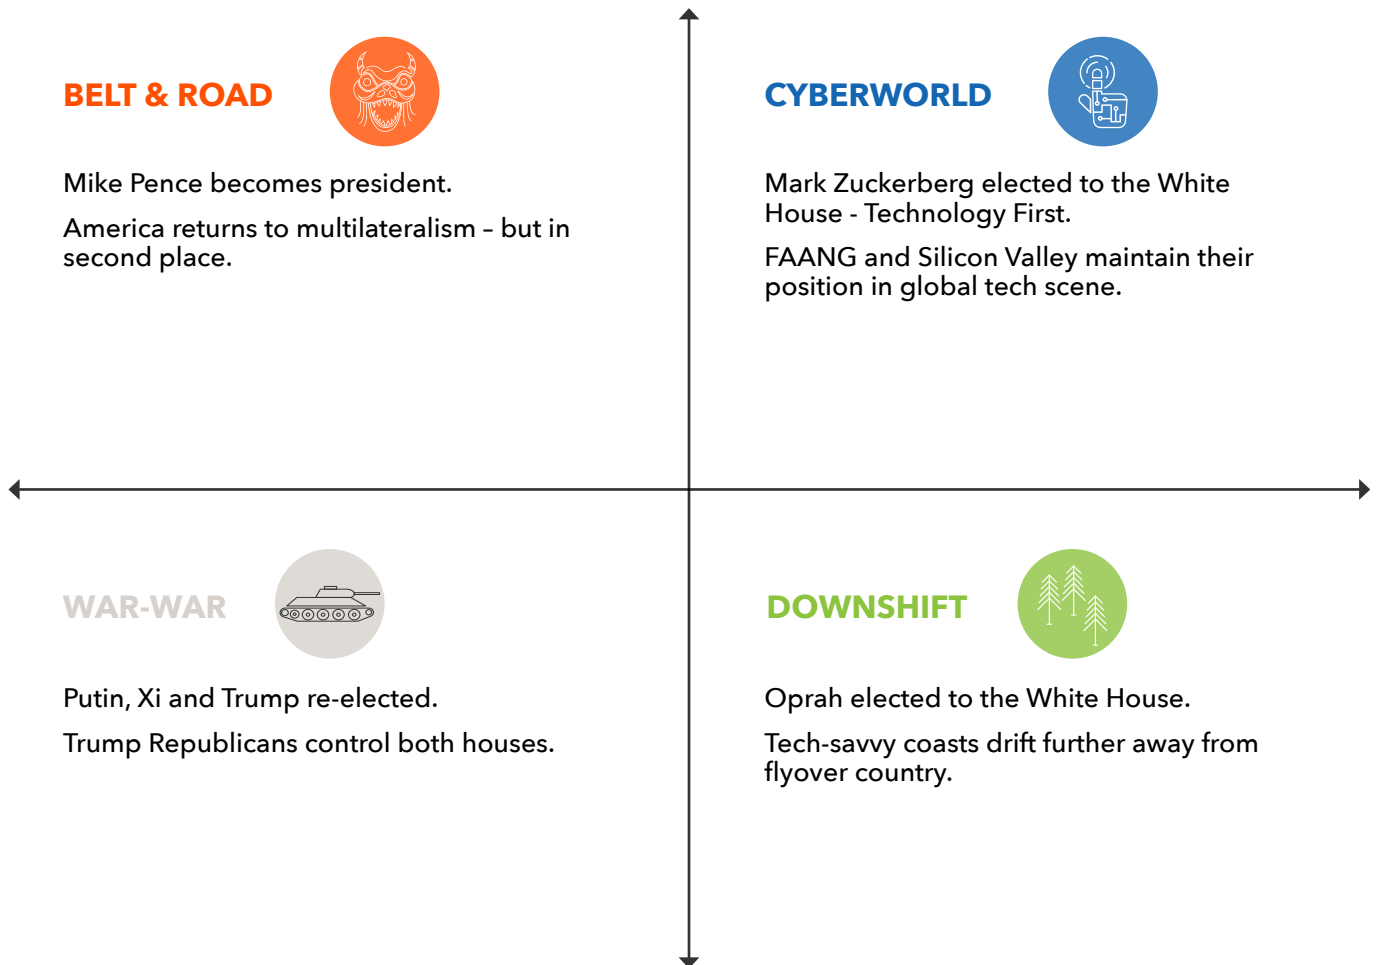 BELT & ROAD
Mike Pence becomes president.
America returns to multilateralism – but in
second place.
CYBERWORLD
Mark Zuckerberg elected to the White
House - Technology First.
FAANG and Silicon Valley maintain their
position in global tech scene.
WAR-WAR
Putin, Xi and Trump re-elected.
Trump Republicans control both houses.
DOWNSHIFT
Oprah elected to the White House.
Tech-savvy coasts drift further away from
flyover country.